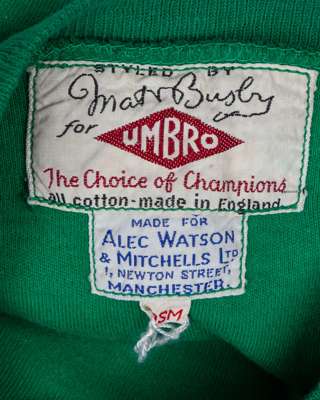 STYLED BY
Matt Busby
for UMBRO
The Choice of Champions
all cotton-made in England
MADE FOR
ALEC WATSON
& MITCHELLS LTD
1, NEWTON STREET,
MANCHESTER
SM